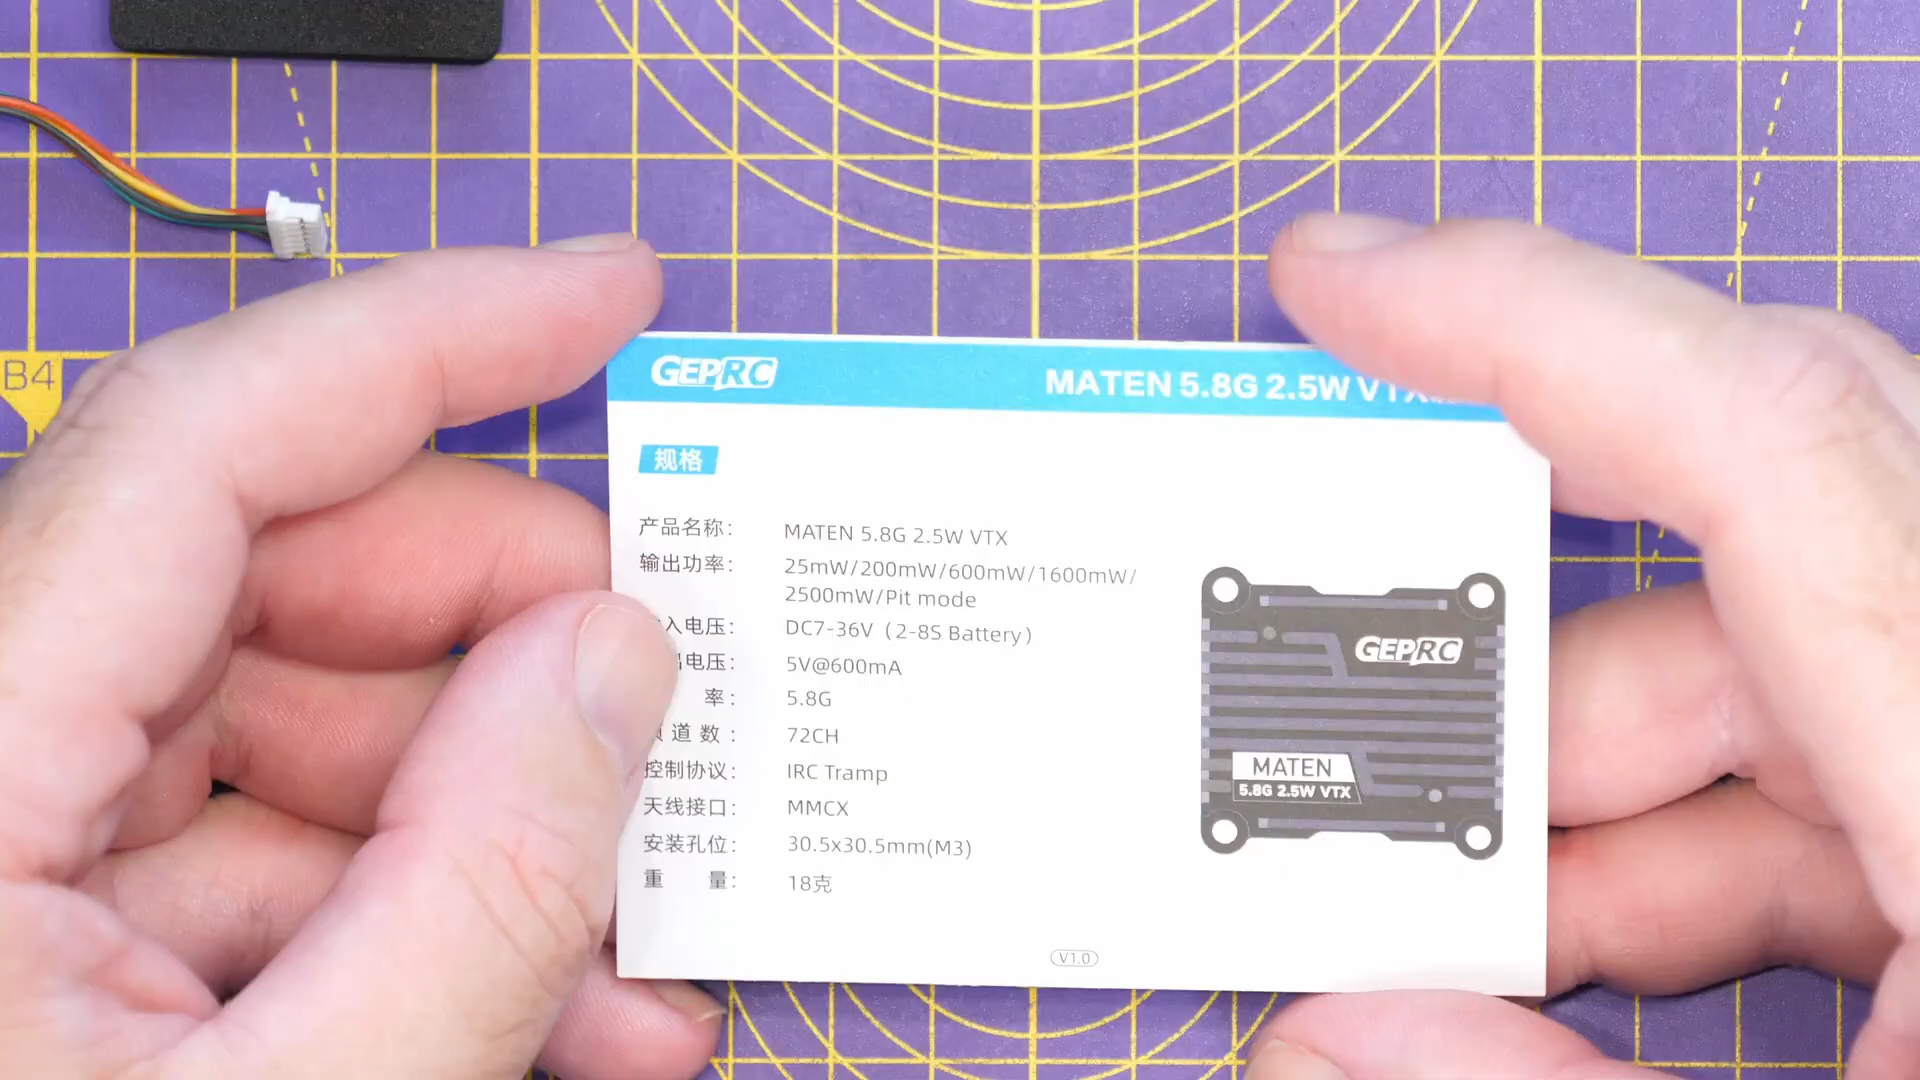 B4
GEPRC
MATEN 5.8G 2.5W VTX
规格
产品名称: MATEN 5.8G 2.5W VTX
输出功率: 25mW/200mW/600mW/1600mW/
2500mW/Pit mode
入电压: DC7-36V（2-8S Battery）
电压: 5V@600mA
率: 5.8G
道数: 72CH
控制协议: IRC Tramp
天线接口: MMCX
安装孔位: 30.5x30.5mm(M3)
重 量: 18克
GEPRC
MATEN
5.8G 2.5W VTX
V1.0